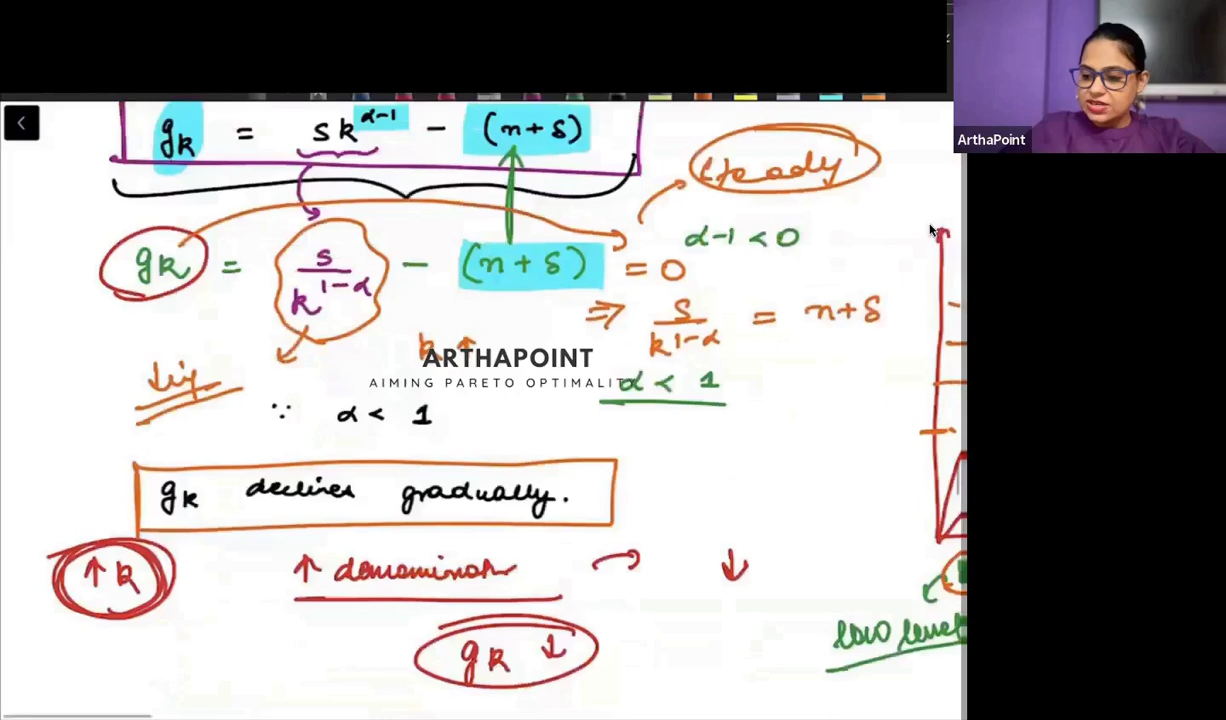 gk = sk^α-1 - (n + δ)
steady
α-1 < 0
gk = s/k^1-α - (n + δ) = 0
⇒ s/k^1-α = n+δ
k ↑
ARTHAPOINT
AIMING PARETO OPTIMALIT
α < 1
∵ α < 1
gk declines gradually.
↑ k ↑ denominator → ↓
low level
gk ↓
ArthaPoint